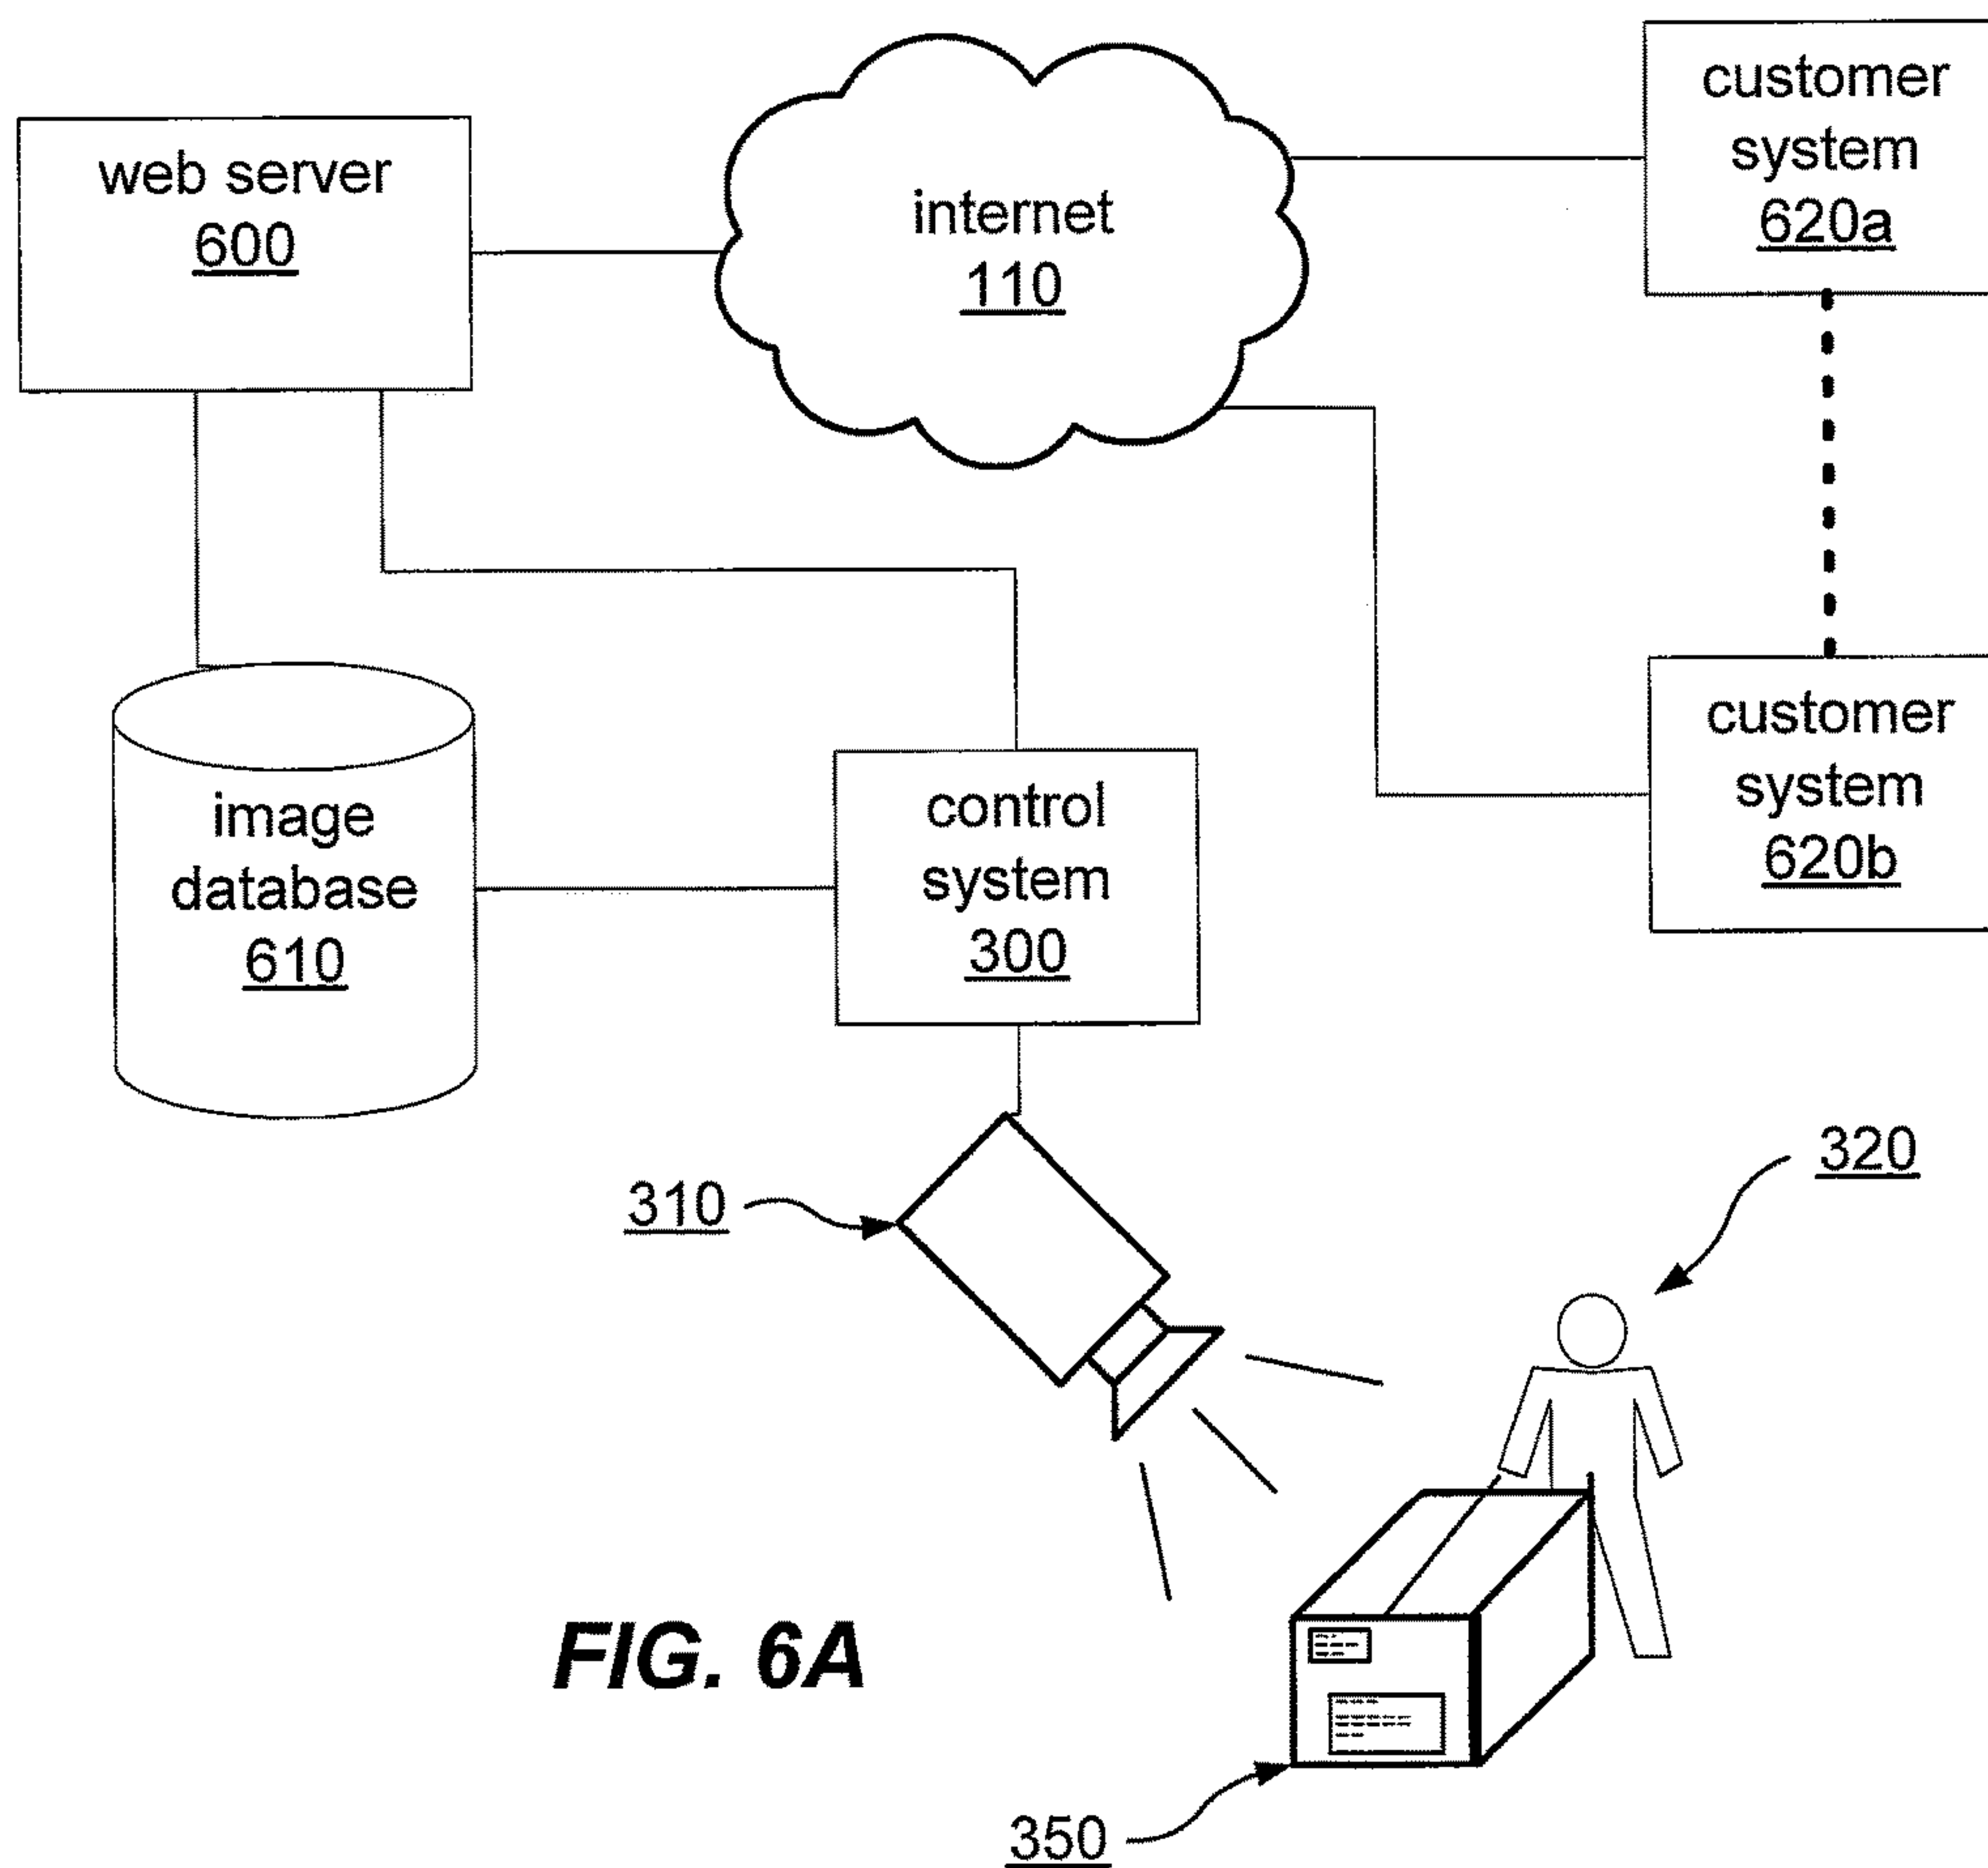 customer
system
620a
web server
600
internet
110
customer
system
620b
image
database
610
control
system
300
310
320
FIG. 6A
350